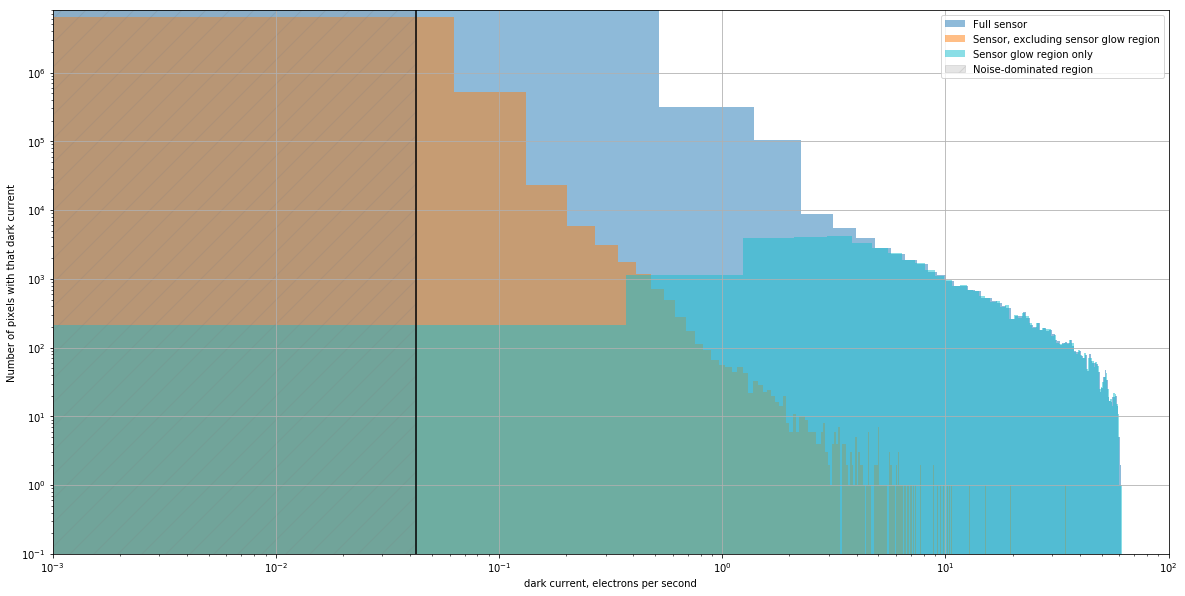 Full sensor
Sensor, excluding sensor glow region
Sensor glow region only
Noise-dominated region
Number of pixels with that dark current
10⁶
10⁵
10⁴
10³
10²
10¹
10⁰
10⁻¹
10⁻³ 10⁻² 10⁻¹ 10⁰ 10¹ 10²
dark current, electrons per second